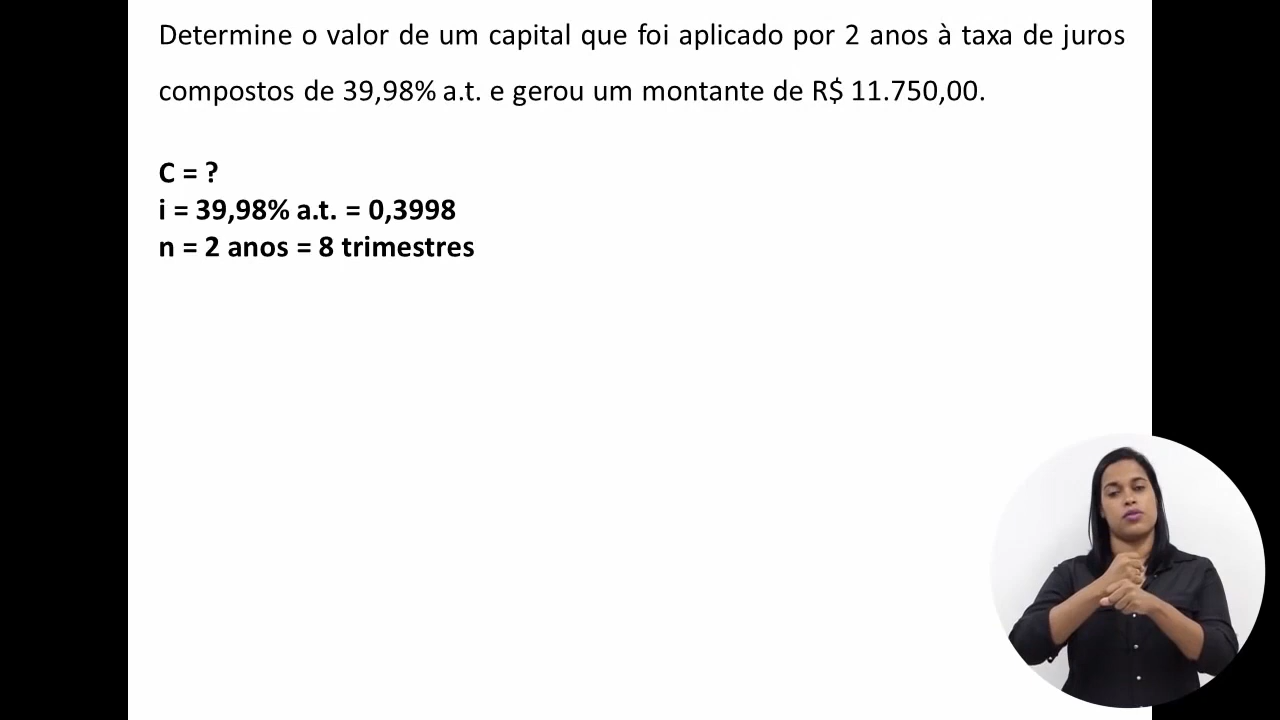 Determine o valor de um capital que foi aplicado por 2 anos à taxa de juros
compostos de 39,98% a.t. e gerou um montante de R$ 11.750,00.
C = ?
i = 39,98% a.t. = 0,3998
n = 2 anos = 8 trimestres